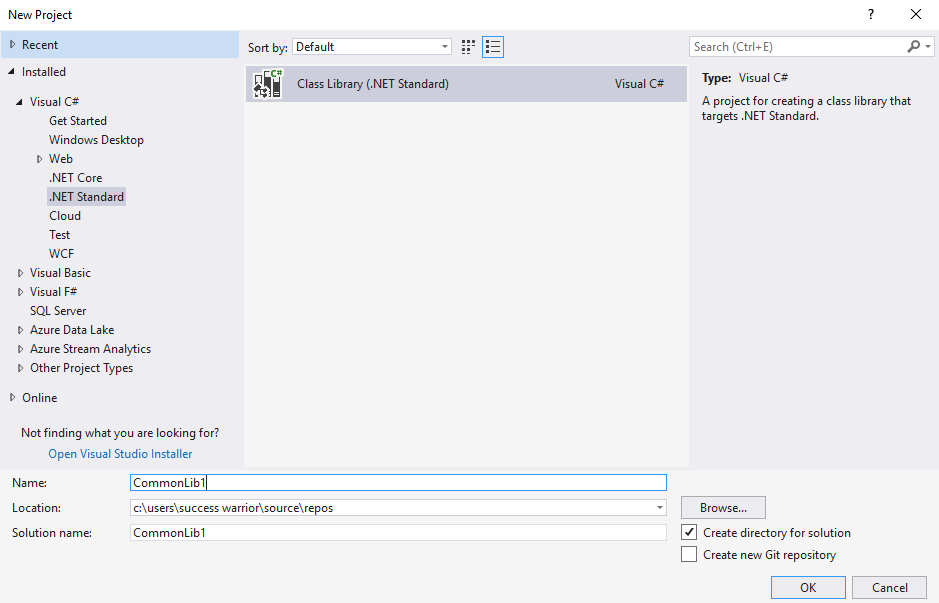 New Project
?
Recent
Installed
Visual C#
Get Started
Windows Desktop
Web
.NET Core
.NET Standard
Cloud
Test
WCF
Visual Basic
Visual F#
SQL Server
Azure Data Lake
Azure Stream Analytics
Other Project Types
Online
Not finding what you are looking for?
Open Visual Studio Installer
Sort by: Default
C# Class Library (.NET Standard) Visual C#
Search (Ctrl+E)
Type: Visual C#
A project for creating a class library that
targets .NET Standard.
Name: CommonLib1
Location: c:\users\success warrior\source\repos
Browse...
Solution name: CommonLib1
Create directory for solution
Create new Git repository
OK Cancel